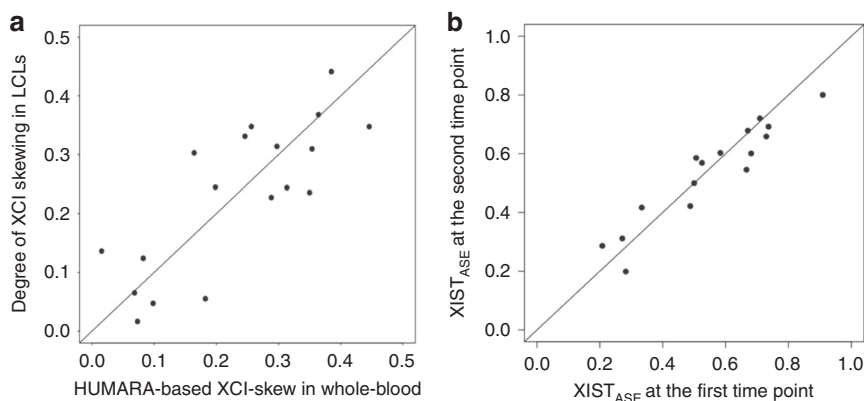 a
0.5
0.4
0.3
0.2
0.1
0.0
Degree of XCI skewing in LCLs
0.0 0.1 0.2 0.3 0.4 0.5
HUMARA-based XCI-skew in whole-blood
b
1.0
0.8
0.6
0.4
0.2
0.0
XIST_ASE at the second time point
0.0 0.2 0.4 0.6 0.8 1.0
XIST_ASE at the first time point